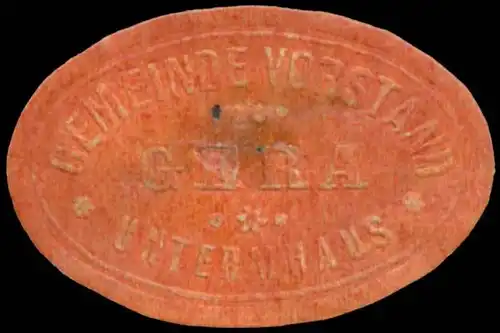 GEMEINDE VORSTAND
GERA
UNTERMHAUS